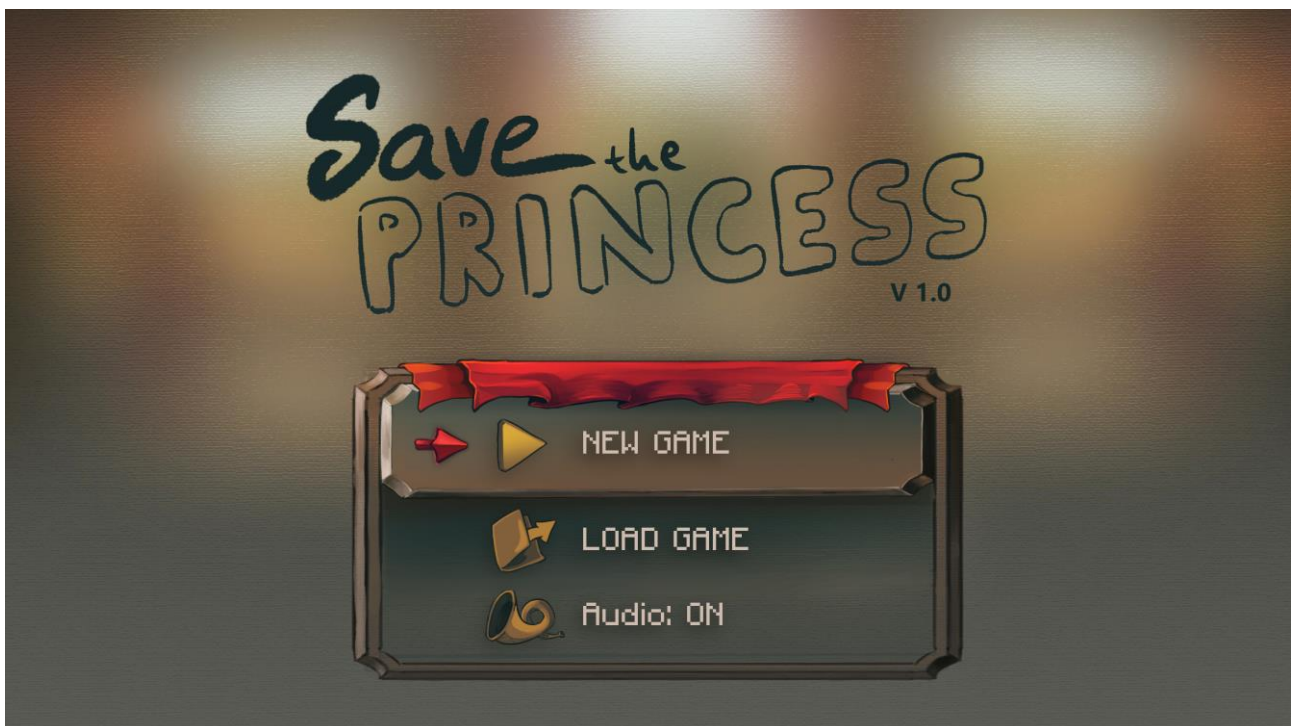 Save the
PRINCESS
V 1.0
NEW GAME
LOAD GAME
Audio: ON